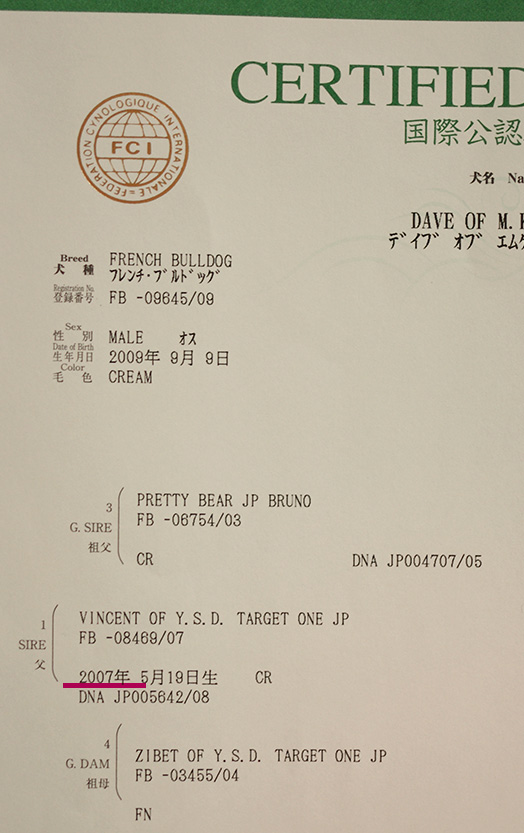 CERTIFIED
国際公認
FEDERATION CYNOLOGIQUE INTERNATIONALE
FCI
犬名 Na
DAVE OF M.
ﾃﾞｲﾌﾞ ｵﾌﾞ ｴﾑ
Breed FRENCH BULLDOG
犬種 ﾌﾚﾝﾁ･ﾌﾞﾙﾄﾞｯｸﾞ
Registration No.
登録番号 FB -09645/09
Sex
性別 MALE ｵｽ
Date of Birth
生年月日 2009年 9月 9日
Color
毛色 CREAM
3 PRETTY BEAR JP BRUNO
FB -06754/03
G. SIRE
祖父
CR DNA JP004707/05
1 VINCENT OF Y.S.D. TARGET ONE JP
FB -08469/07
SIRE
父
2007年 5月19日生 CR
DNA JP005642/08
4 ZIBET OF Y.S.D. TARGET ONE JP
G. DAM FB -03455/04
祖母
FN